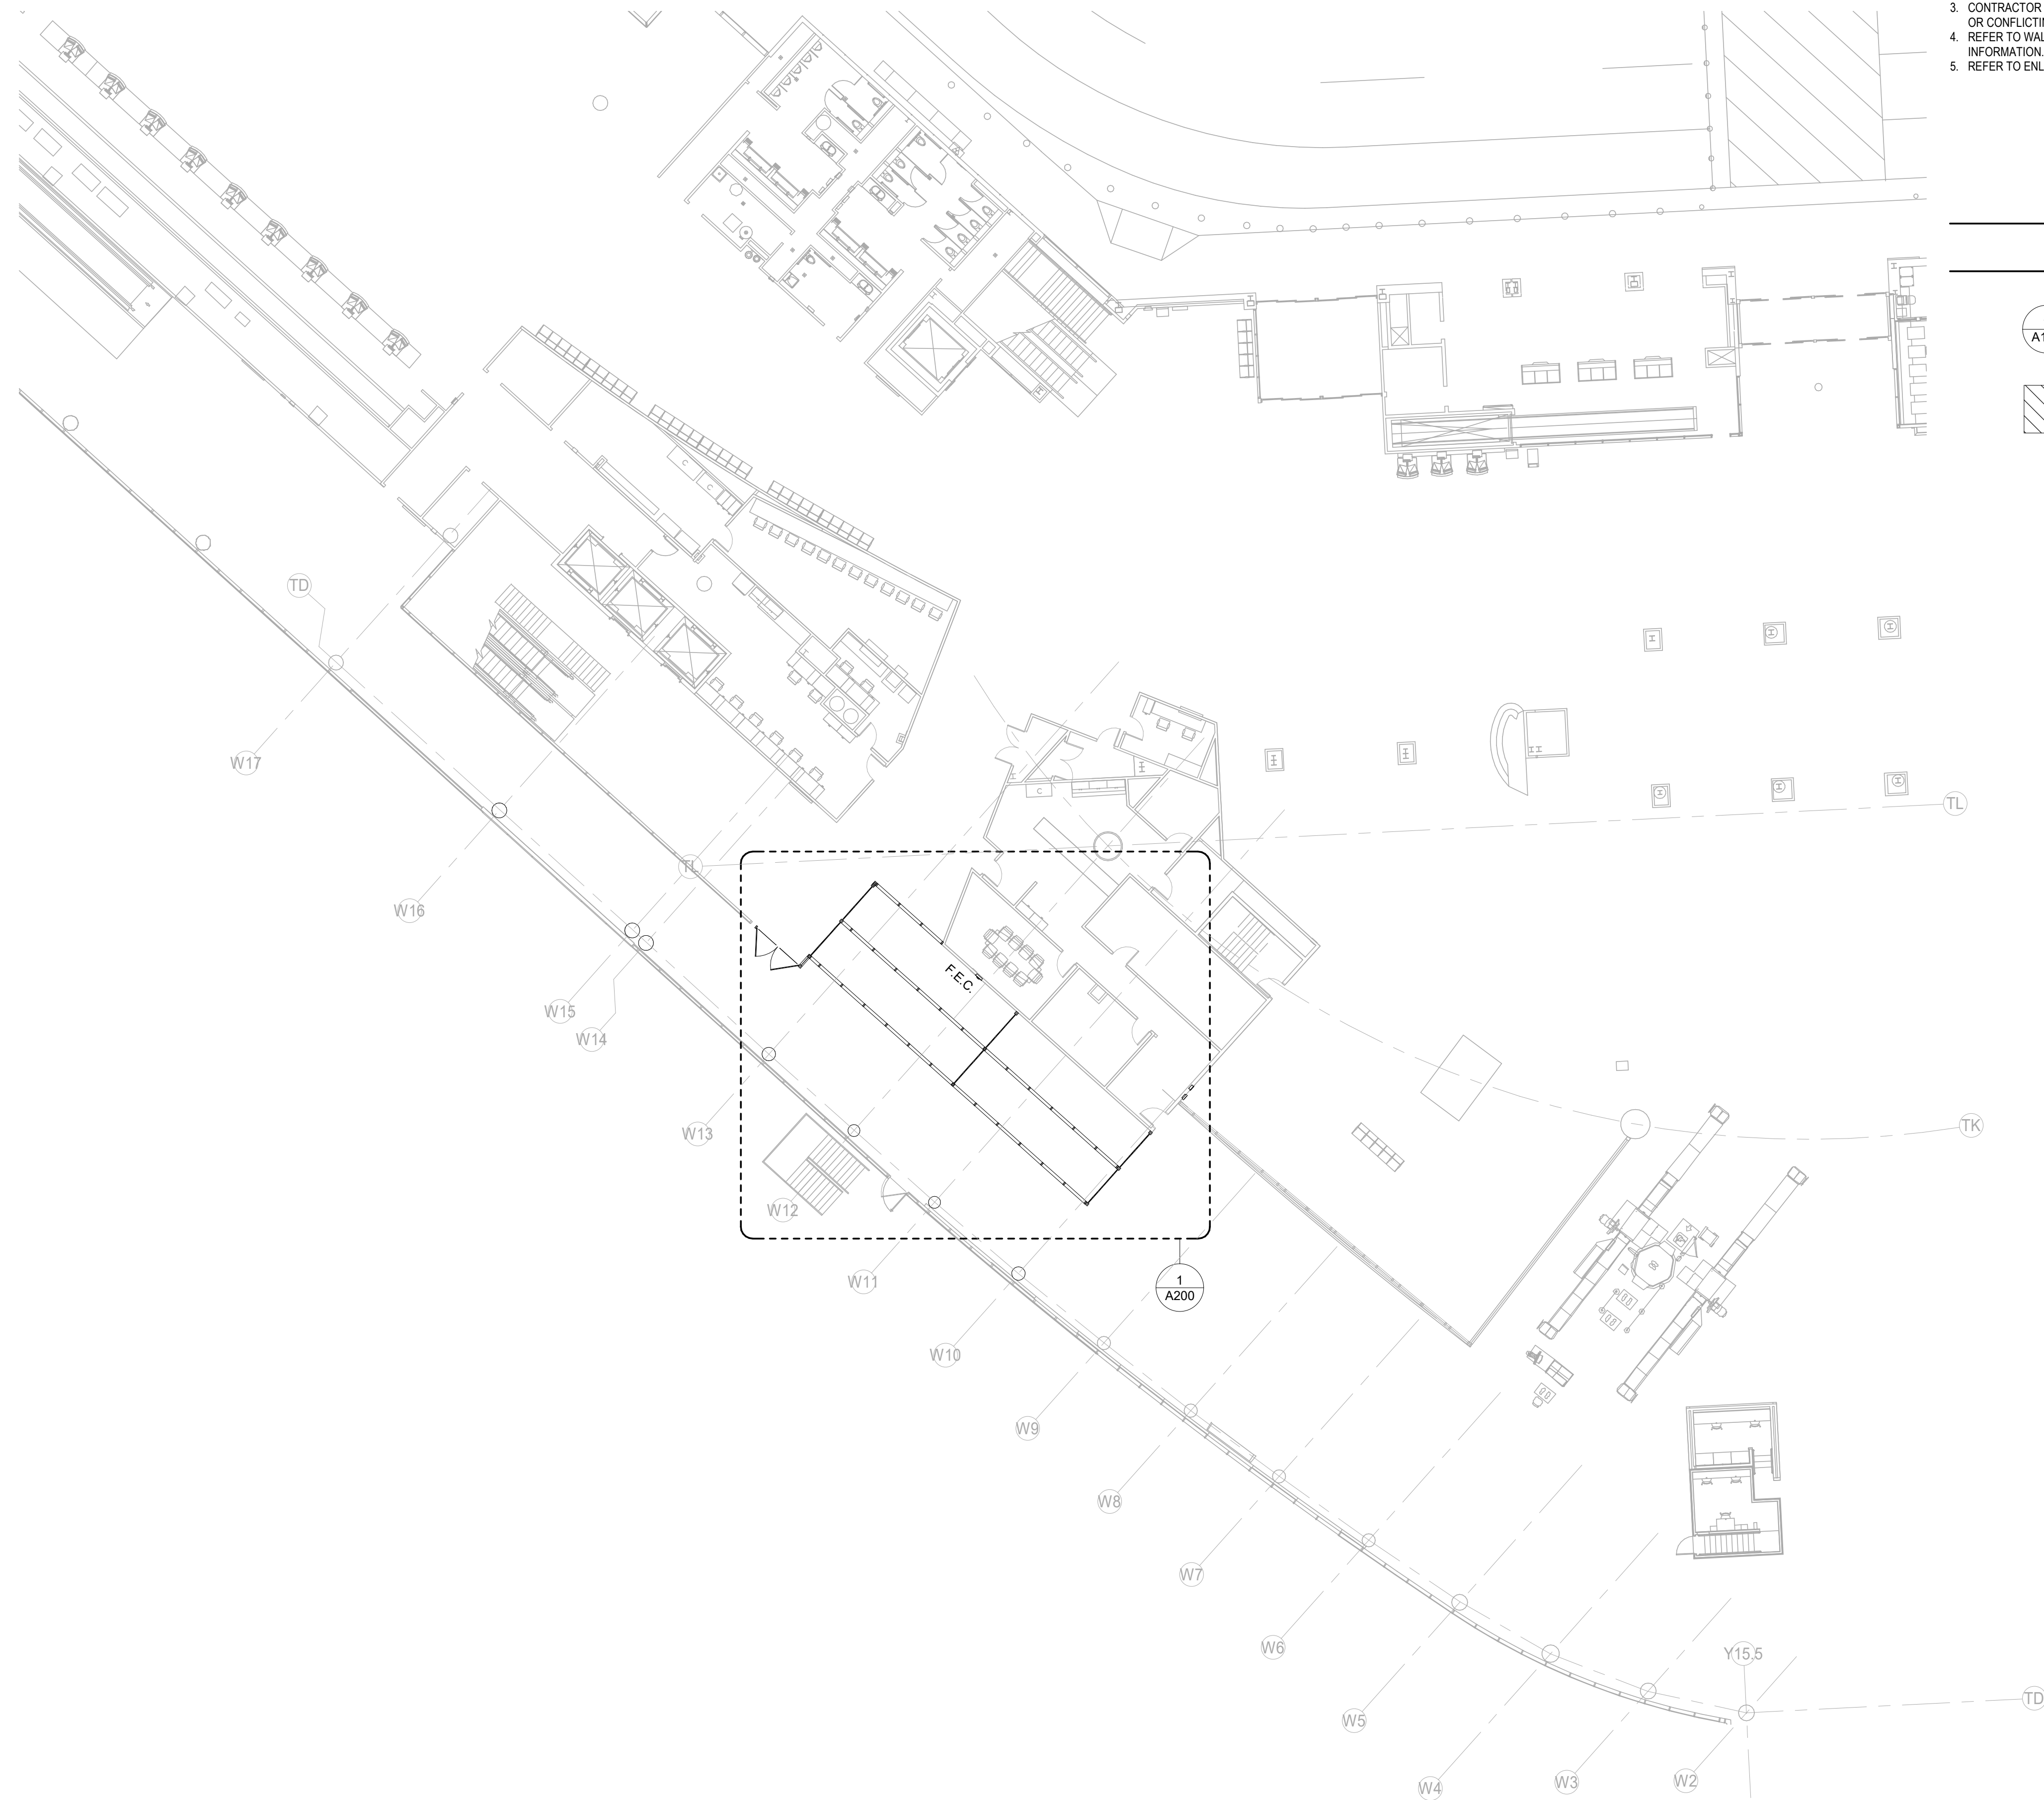 3. CONTRACTOR
OR CONFLICTIN
4. REFER TO WAL
INFORMATION.
5. REFER TO ENL
A1
C
C
TD
W17
C
TL
TL
W16
F.E.C.
W15
W14
TK
W13
W12
W11
1
A200
W10
W9
W8
W7
W6
Y15.5
TD
W5
W4
W3
W2